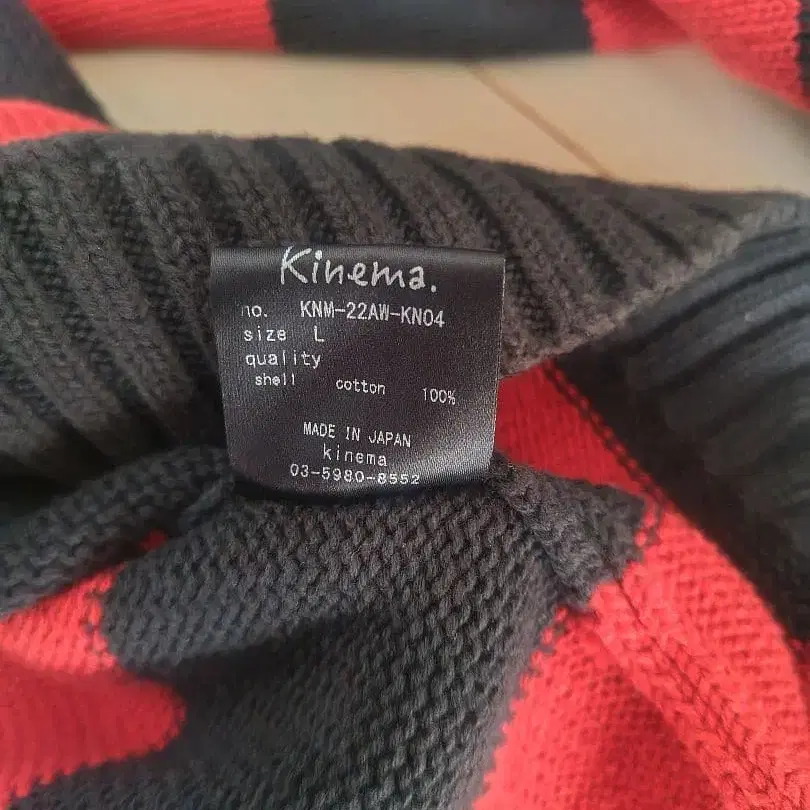 Kinema.
no. KNM-22AW-KN04
size L
quality
shell cotton 100%
MADE IN JAPAN
kinema
03-5980-8552